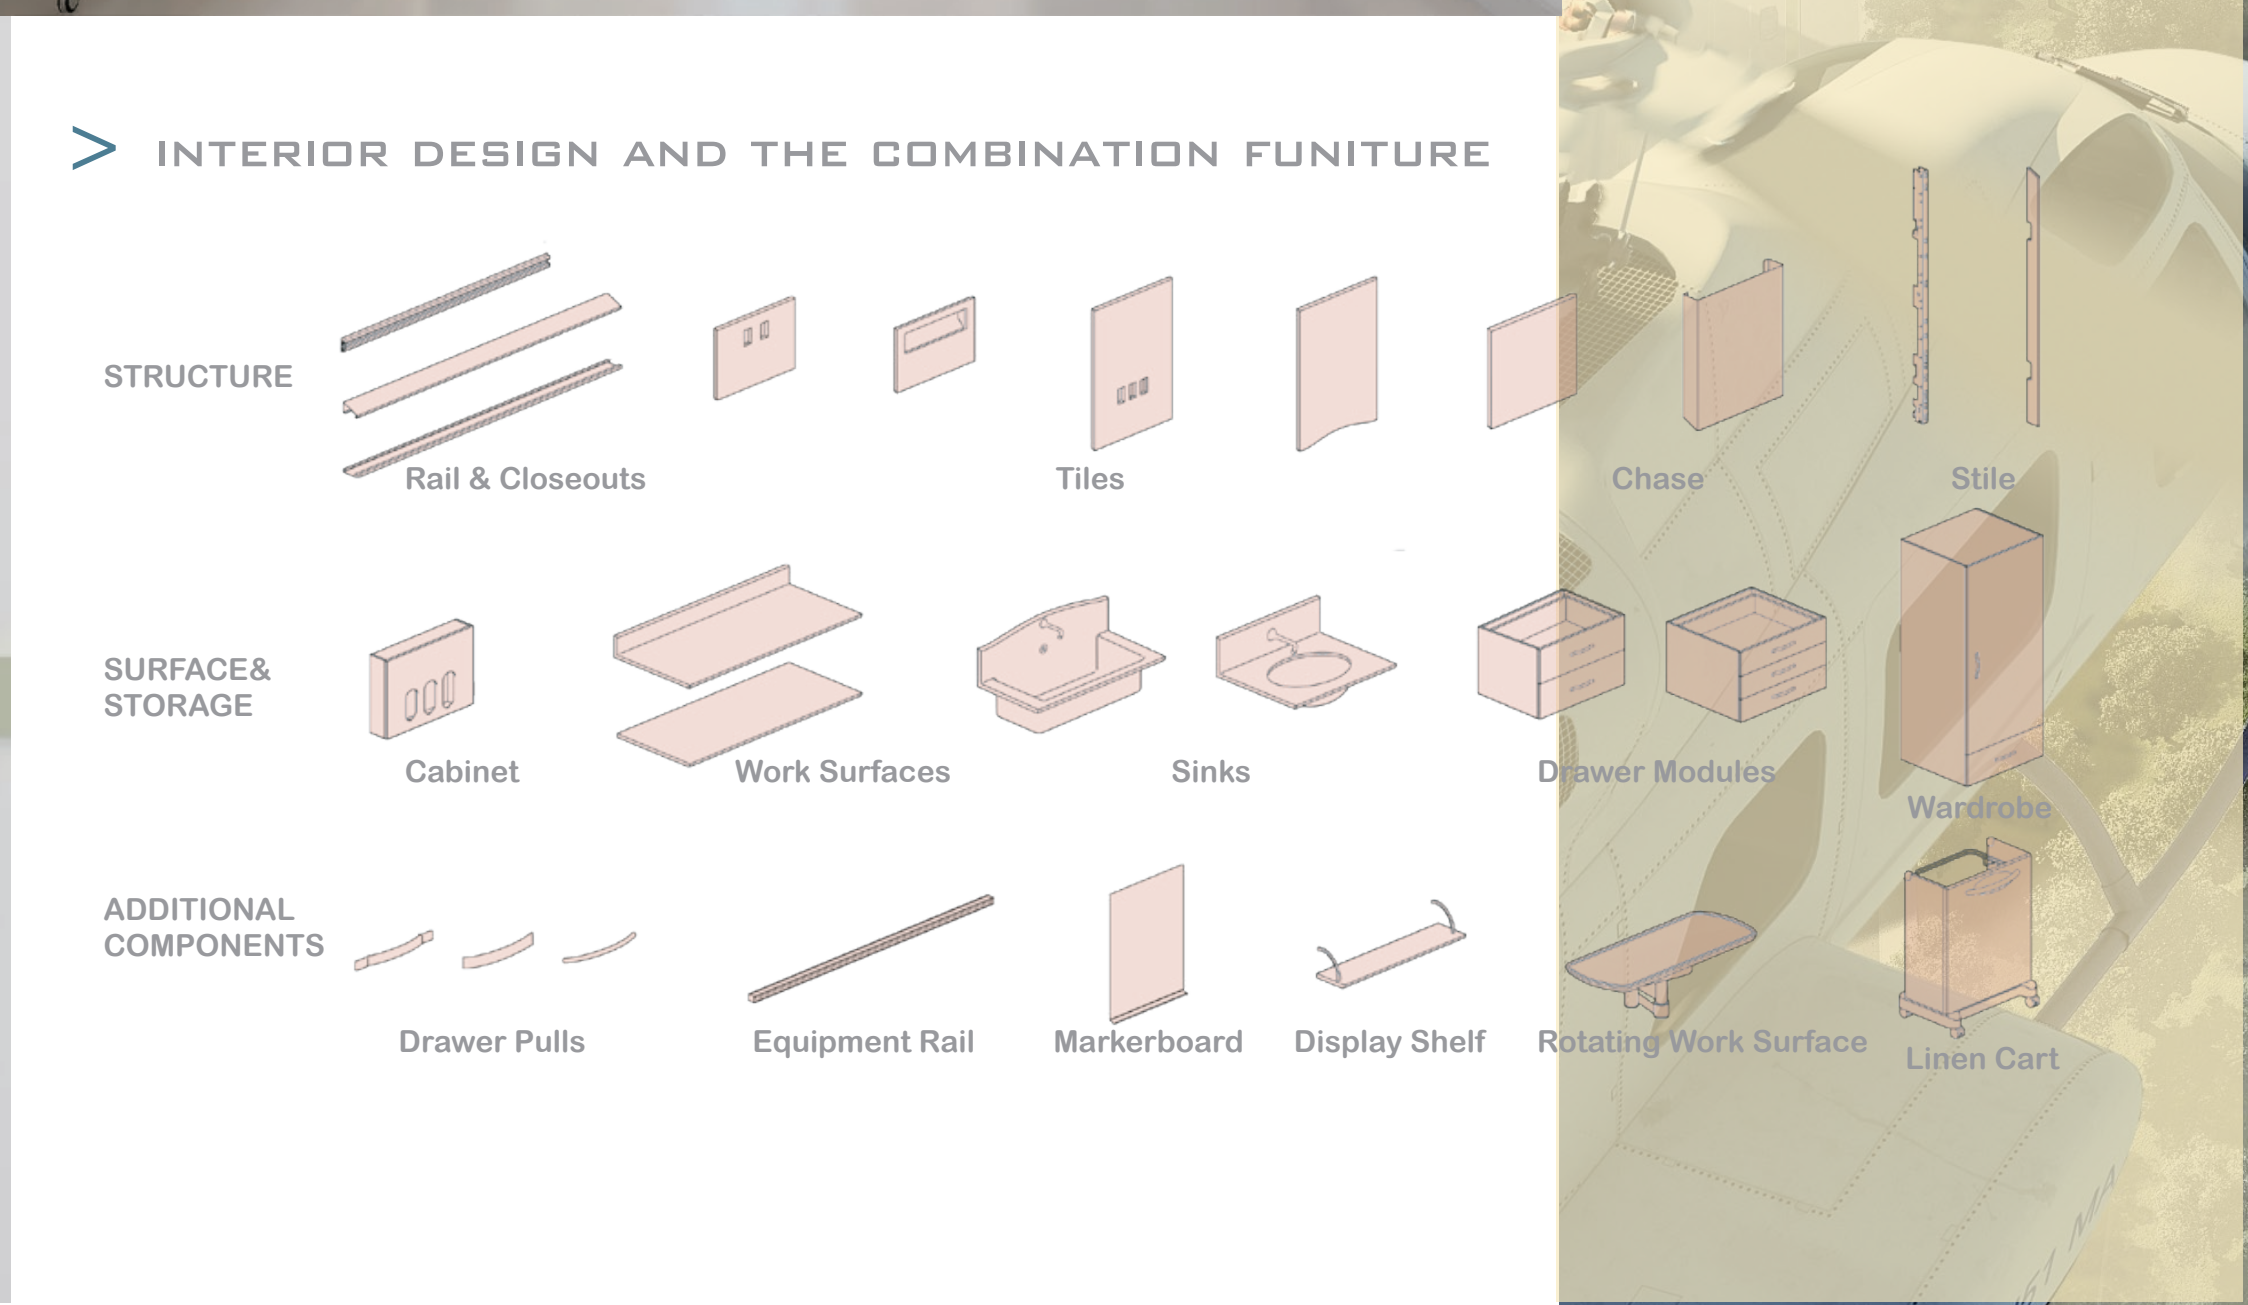 > INTERIOR DESIGN AND THE COMBINATION FUNITURE
STRUCTURE
Rail & Closeouts
Tiles
Chase
Stile
SURFACE&
STORAGE
Cabinet
Work Surfaces
Sinks
Drawer Modules
Wardrobe
ADDITIONAL
COMPONENTS
Drawer Pulls
Equipment Rail
Markerboard
Display Shelf
Rotating Work Surface
Linen Cart